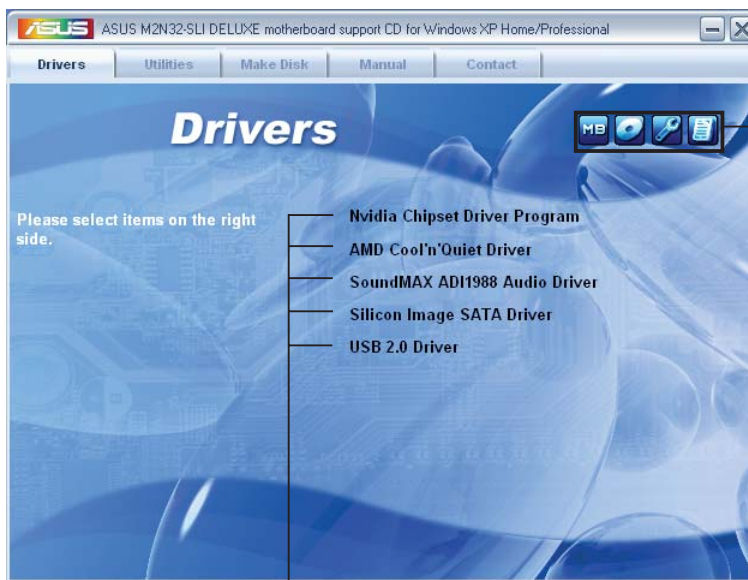 ASUS ASUS M2N32-SLI DELUXE motherboard support CD for Windows XP Home/Professional
Drivers Utilities Make Disk Manual Contact
Drivers
MB
Please select items on the right
side.
Nvidia Chipset Driver Program
AMD Cool'n'Quiet Driver
SoundMAX ADI1988 Audio Driver
Silicon Image SATA Driver
USB 2.0 Driver